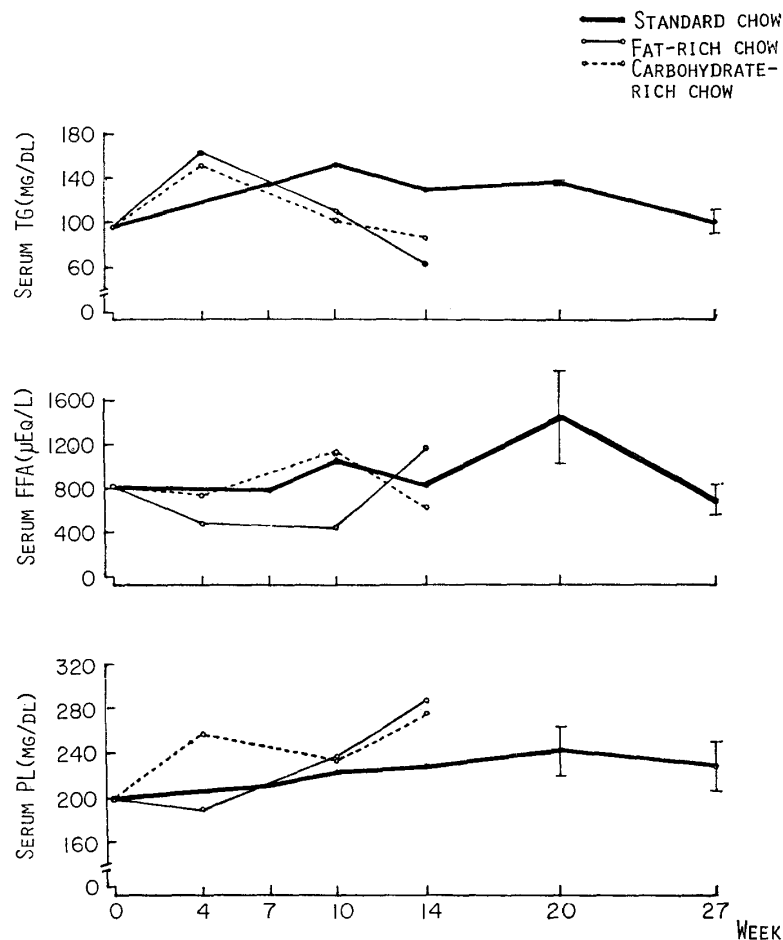 STANDARD CHOW
FAT-RICH CHOW
CARBOHYDRATE-
RICH CHOW
SERUM TG(MG/DL)
180
140
100
60
0
SERUM FFA(µEQ/L)
1600
1200
800
400
0
SERUM PL(MG/DL)
320
280
240
200
160
0
0 4 7 10 14 20 27 WEEK